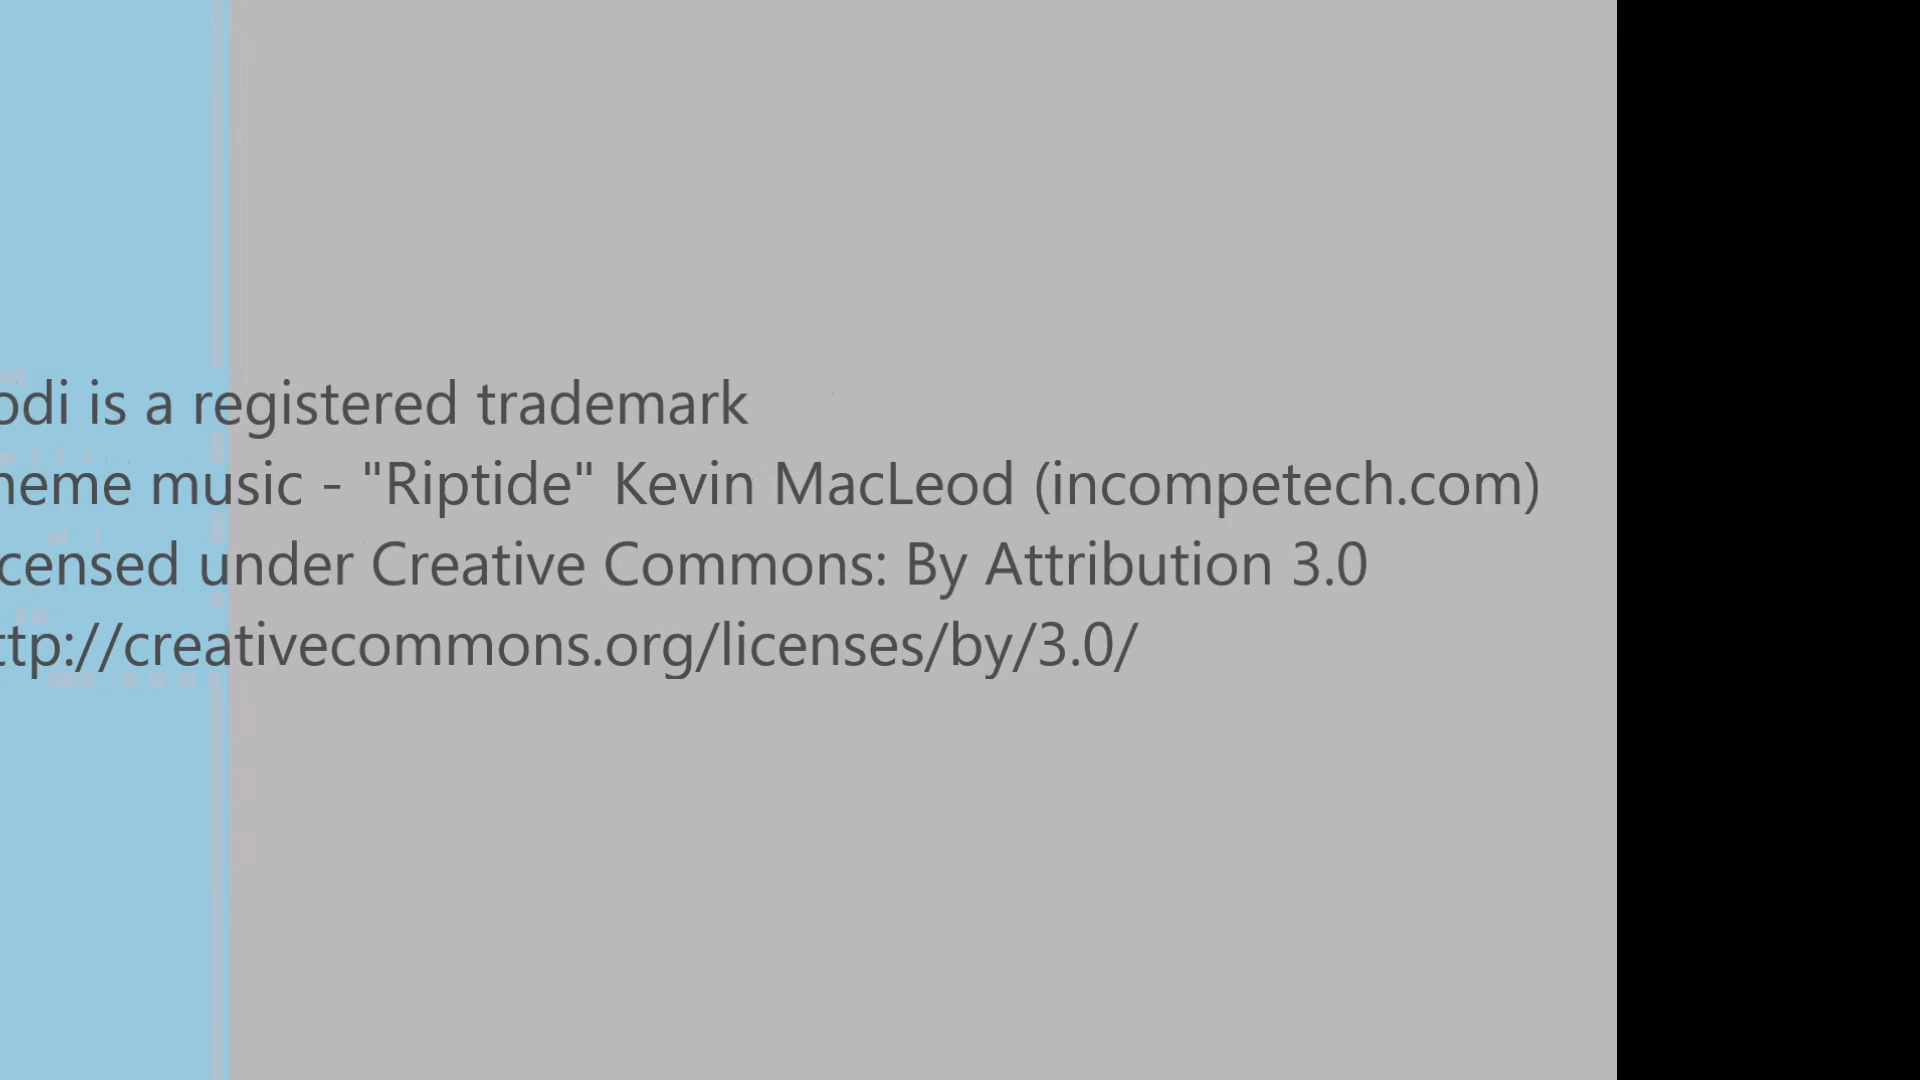 odi is a registered trademark
heme music - "Riptide" Kevin MacLeod (incompetech.com)
censed under Creative Commons: By Attribution 3.0
ttp://creativecommons.org/licenses/by/3.0/